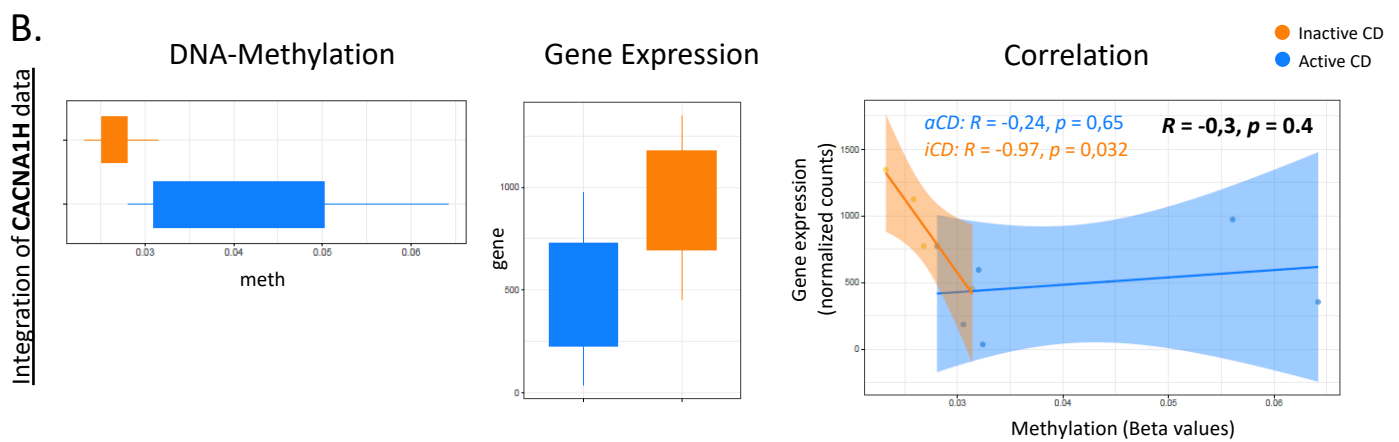 B.
Integration of CACNA1H data
DNA-Methylation
0.03
0.04
0.05
0.06
meth
Gene Expression
gene
1000
500
0
Correlation
Inactive CD
Active CD
aCD: R = -0,24, p = 0,65
R = -0,3, p = 0.4
iCD: R = -0.97, p = 0,032
Gene expression
(normalized counts)
1500
1000
500
0
0.03
0.04
0.05
0.06
Methylation (Beta values)